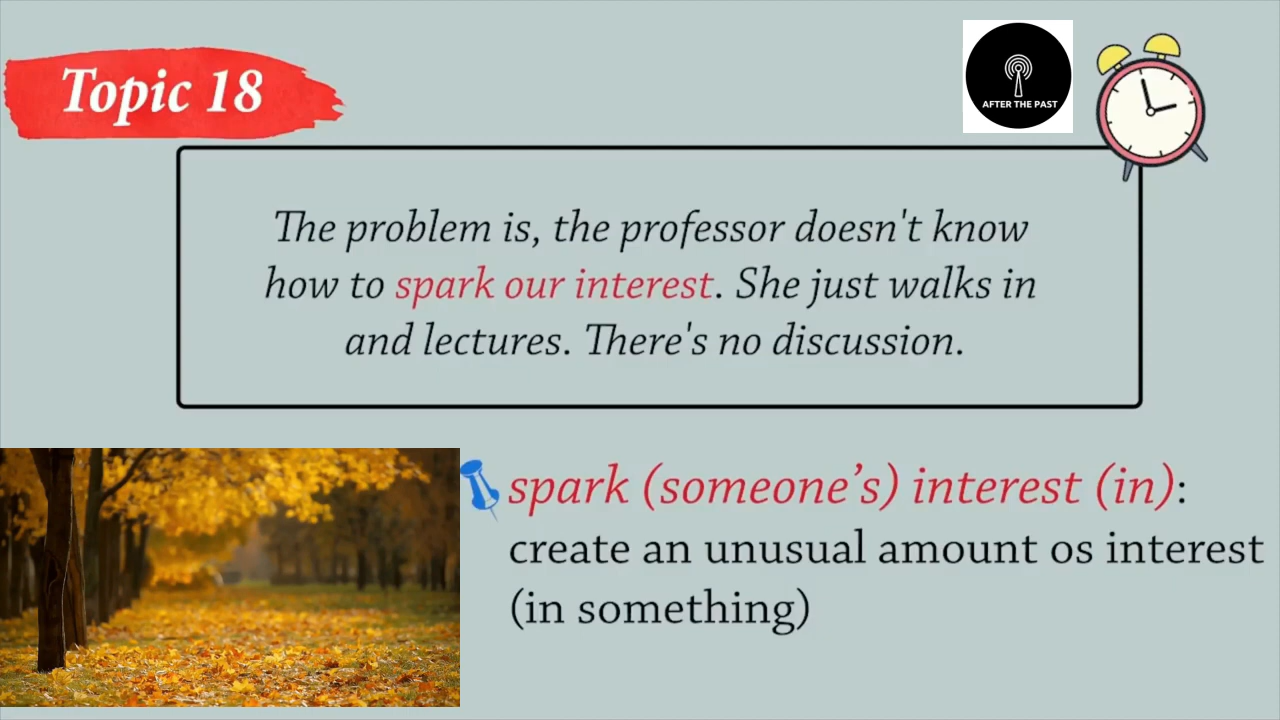 Topic 18
AFTER THE PAST
The problem is, the professor doesn't know
how to spark our interest. She just walks in
and lectures. There's no discussion.
spark (someone’s) interest (in):
create an unusual amount os interest
(in something)